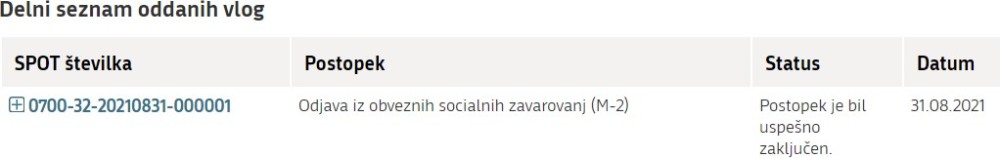 Delni seznam oddanih vlog
SPOT številka Postopek Status Datum
0700-32-20210831-000001 Odjava iz obveznih socialnih zavarovanj (M-2) Postopek je bil 31.08.2021
uspešno
zaključen.